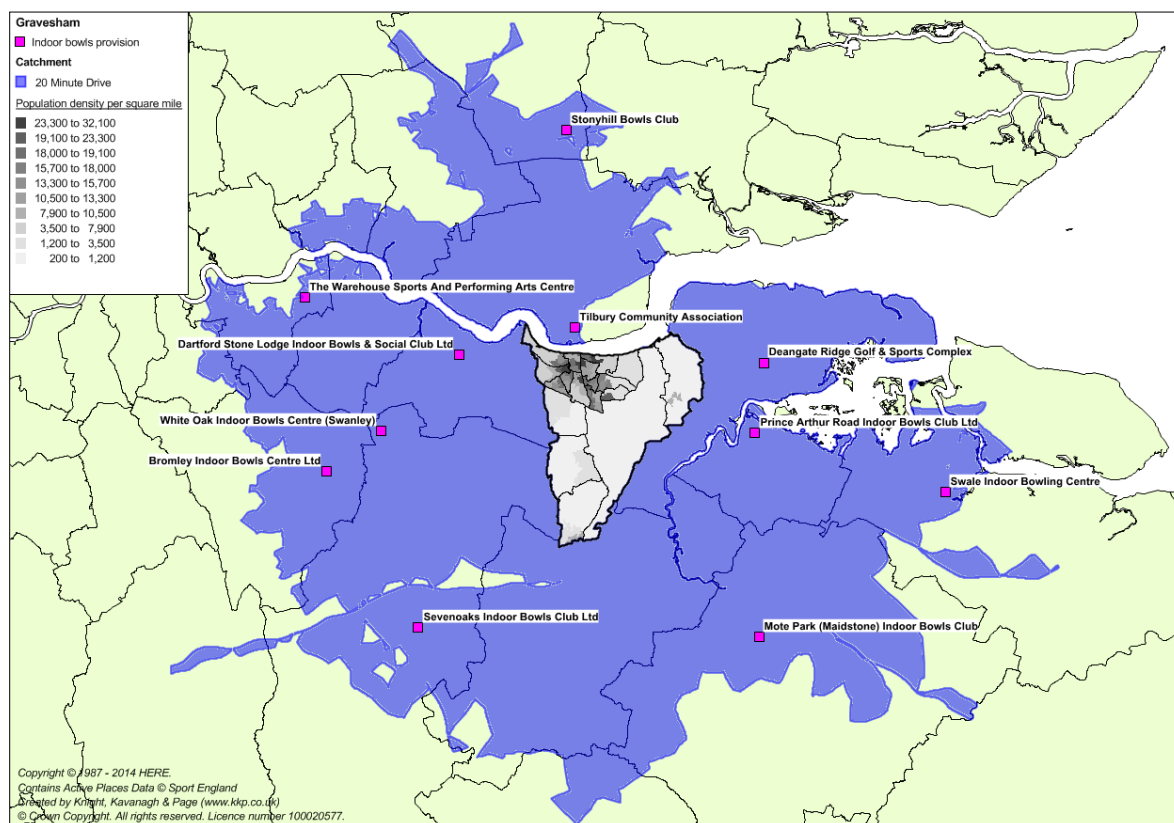 Gravesham
Indoor bowls provision
Catchment
20 Minute Drive
Population density per square mile
23,300 to 32,100
19,100 to 23,300
18,000 to 19,100
15,700 to 18,000
13,300 to 15,700
10,500 to 13,300
7,900 to 10,500
3,500 to 7,900
1,200 to 3,500
200 to 1,200
Stonyhill Bowls Club
The Warehouse Sports And Performing Arts Centre
Tilbury Community Association
Dartford Stone Lodge Indoor Bowls & Social Club Ltd
Deangate Ridge Golf & Sports Complex
White Oak Indoor Bowls Centre (Swanley)
Prince Arthur Road Indoor Bowls Club Ltd
Bromley Indoor Bowls Centre Ltd
Swale Indoor Bowling Centre
Sevenoaks Indoor Bowls Club Ltd
Mote Park (Maidstone) Indoor Bowls Club
Copyright © 1987 - 2014 HERE.
Contains Active Places Data © Sport England
Created by Knight, Kavanagh & Page (www.kkp.co.uk)
© Crown Copyright. All rights reserved. Licence number 100020577.